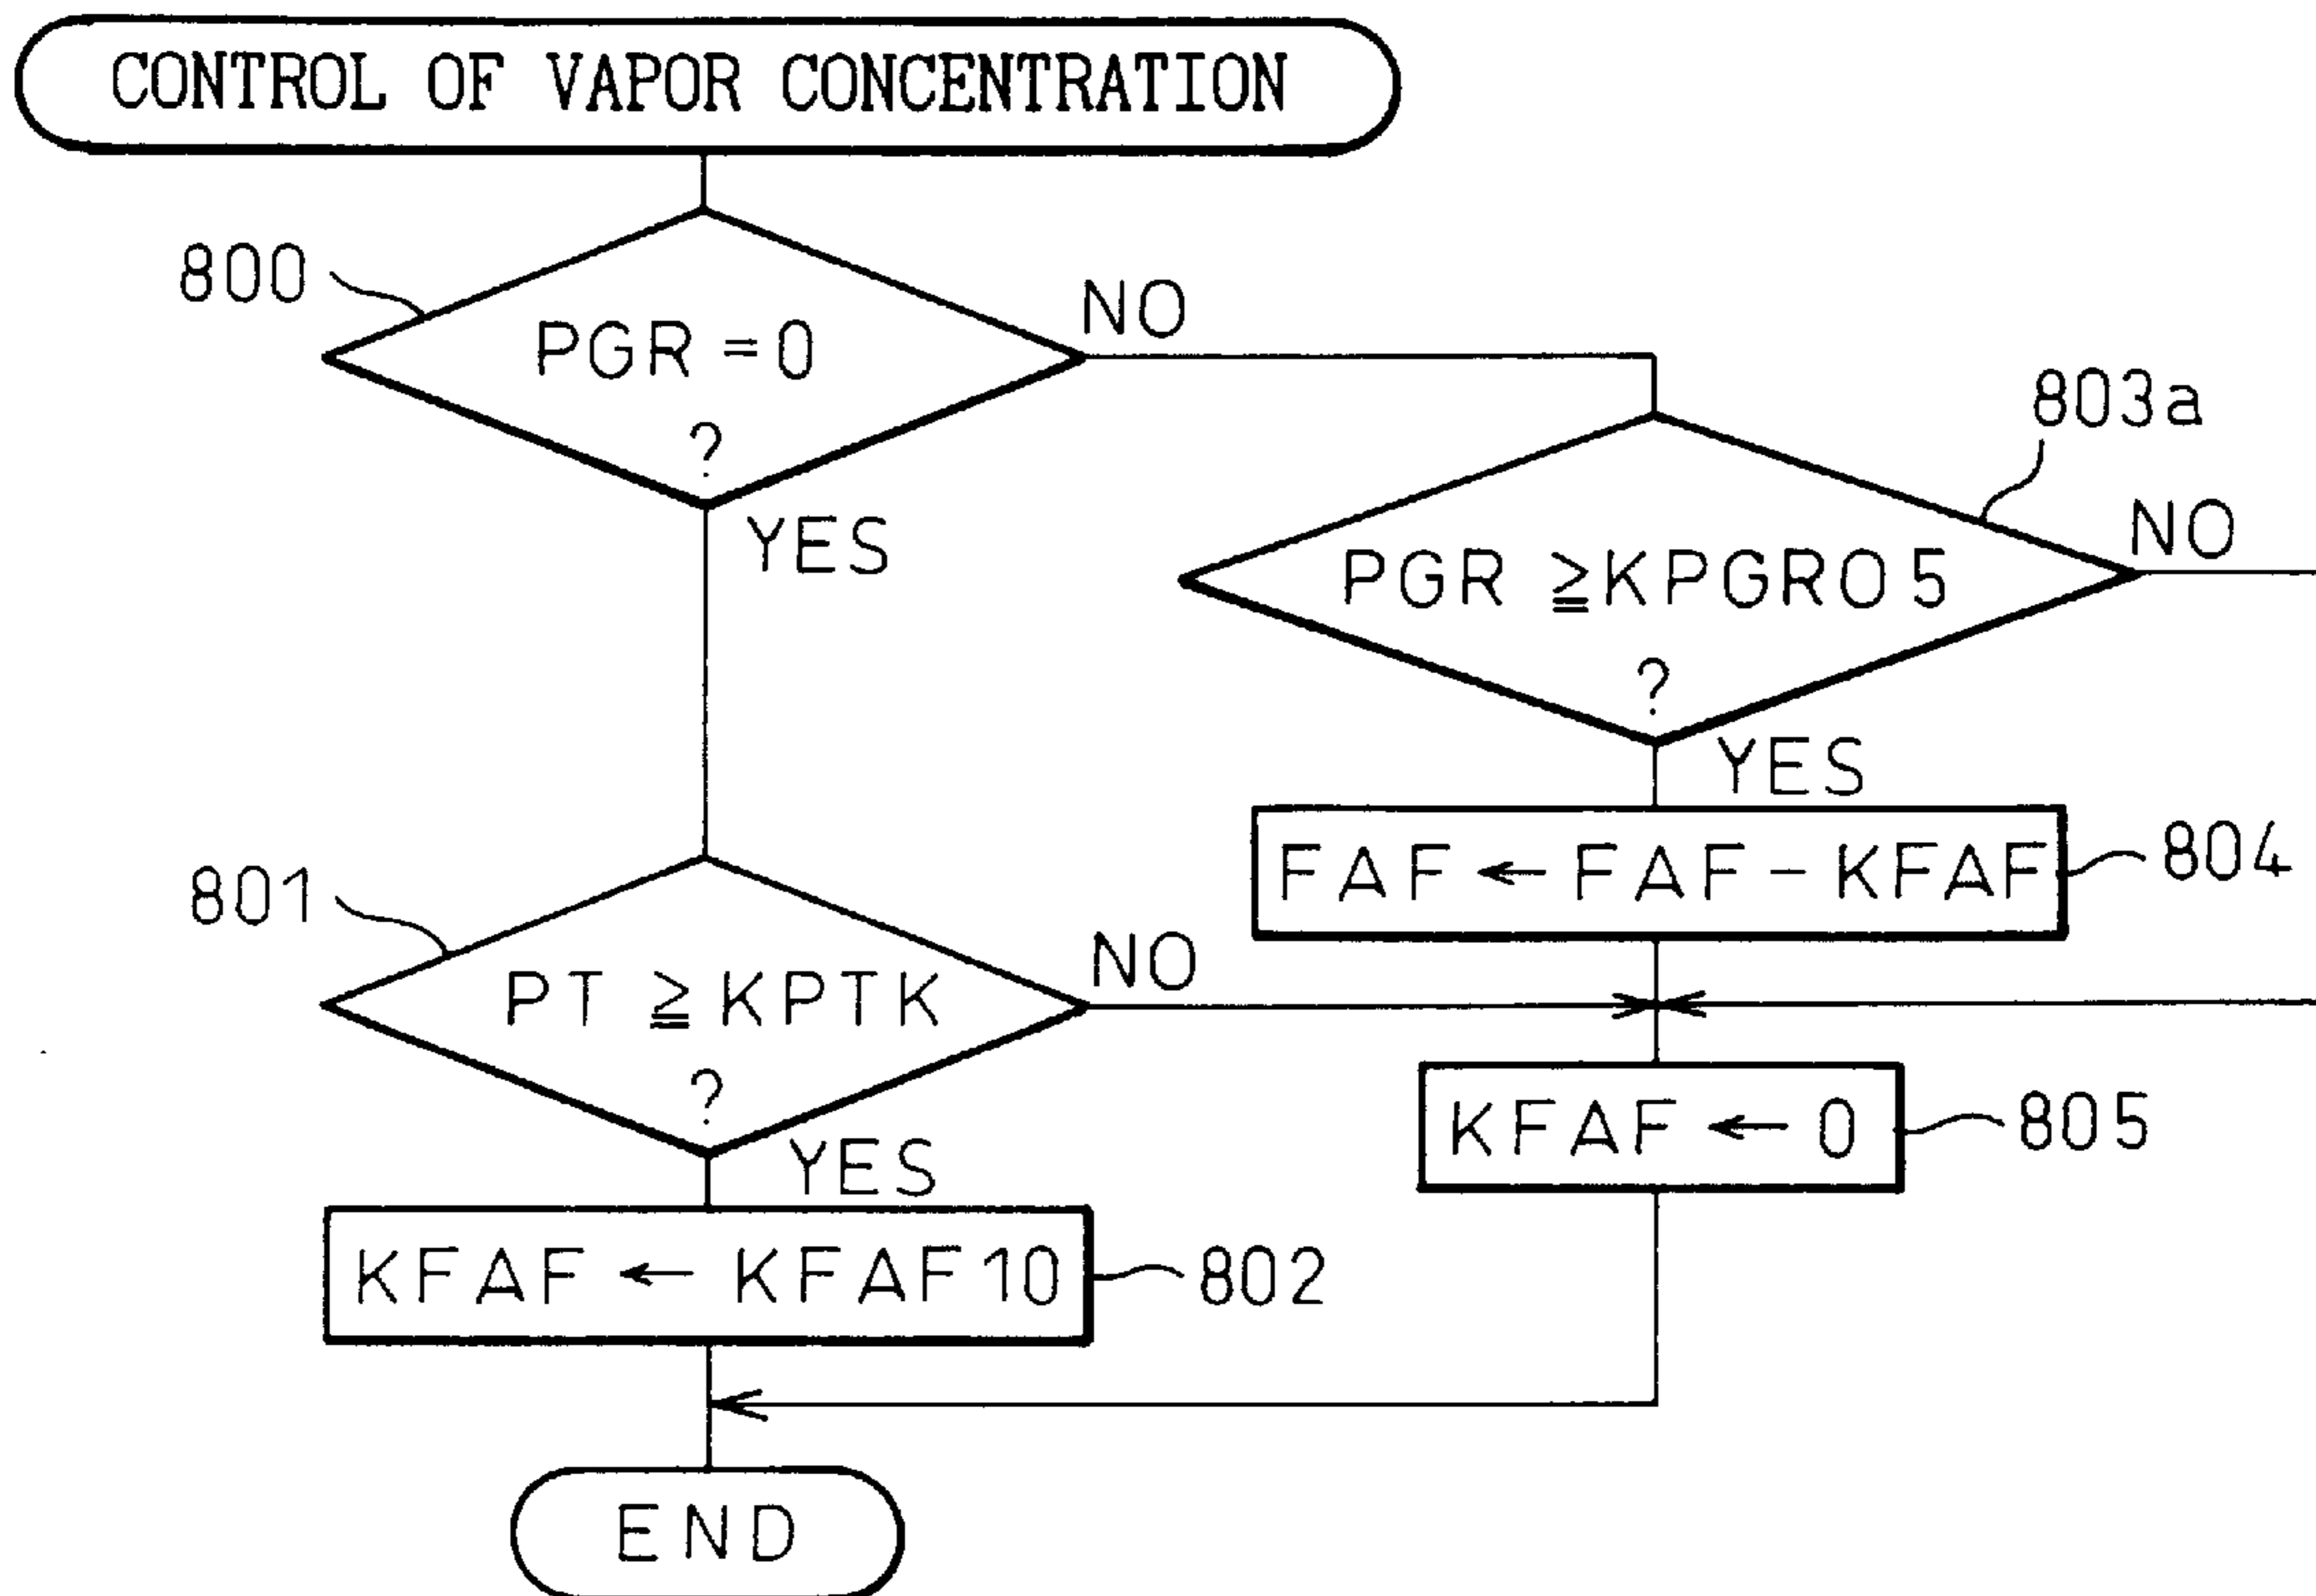 CONTROL OF VAPOR CONCENTRATION
800
PGR = 0
?
NO
YES
803a
PGR ≧ KPGR05
?
NO
YES
FAF ← FAF - KFAF
804
801
PT ≧ KPTK
?
NO
YES
KFAF ← 0
805
KFAF ← KFAF10
802
END